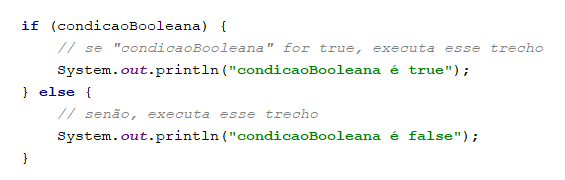 if (condicaoBooleana) {
    // se "condicaoBooleana" for true, executa esse trecho
    System.out.println("condicaoBooleana é true");
} else {
    // senão, executa esse trecho
    System.out.println("condicaoBooleana é false");
}